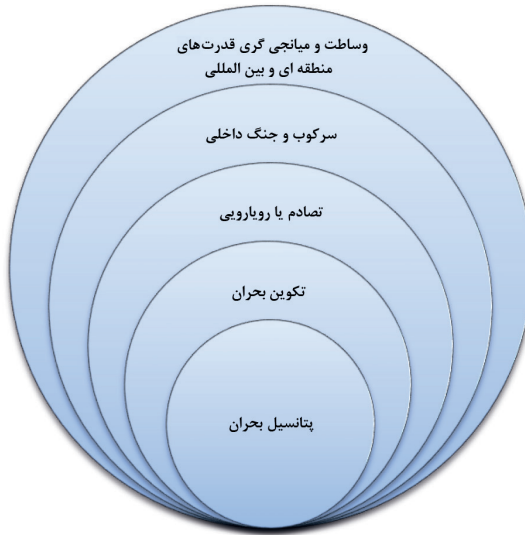 وساطت و میانجی گری قدرت‌های
منطقه ای و بین المللی
سرکوب و جنگ داخلی
تصادم یا رویارویی
تکوین بحران
پتانسیل بحران